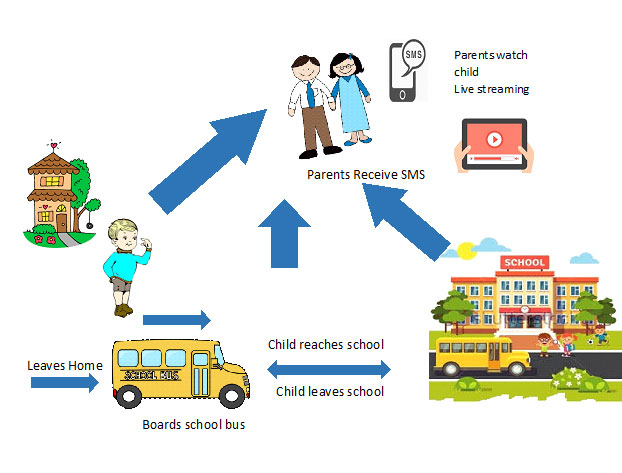 SMS
Parents watch
child
Live streaming
Parents Receive SMS
SCHOOL
Child reaches school
Leaves Home
SCHOOL BUS
Child leaves school
Boards school bus